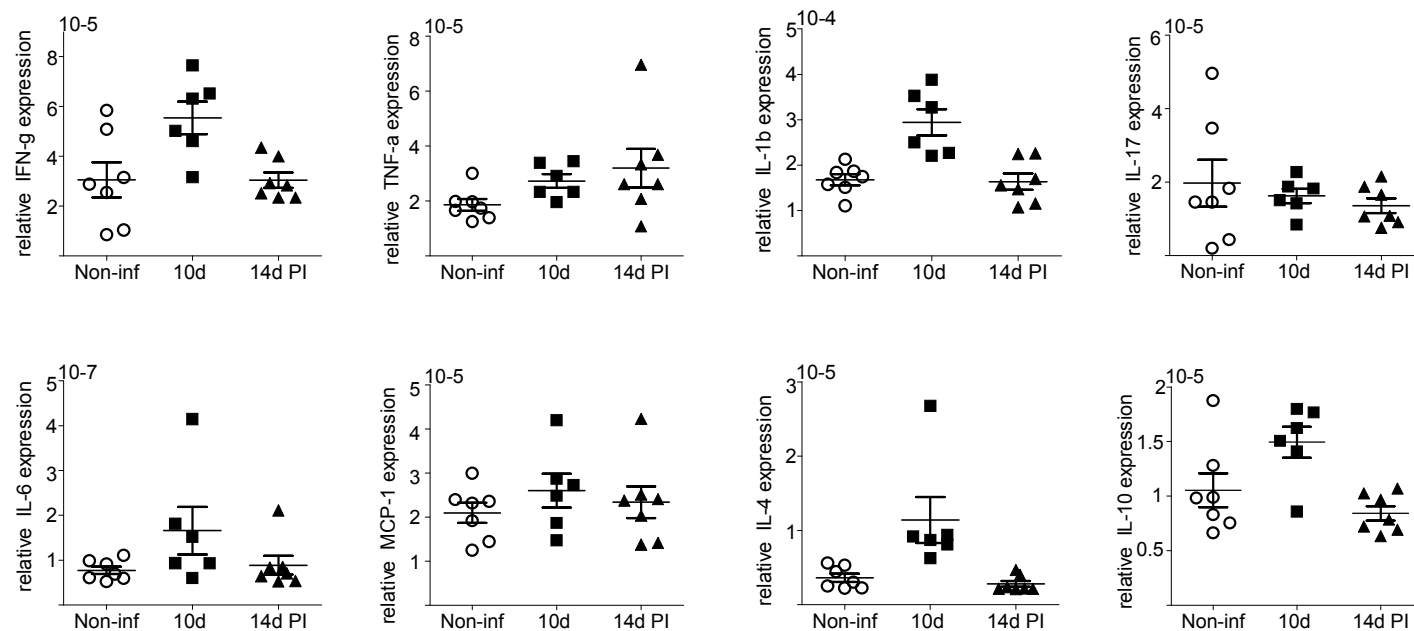 10-5
relative IFN-g expression
8
6
4
2
Non-inf 10d 14d PI
10-5
relative TNF-a expression
8
6
4
2
Non-inf 10d 14d PI
10-4
relative IL-1b expression
5
4
3
2
1
Non-inf 10d 14d PI
10-5
relative IL-17 expression
6
4
2
Non-inf 10d 14d PI
10-7
relative IL-6 expression
5
4
3
2
1
Non-inf 10d 14d PI
10-5
relative MCP-1 expression
5
4
3
2
1
Non-inf 10d 14d PI
10-5
relative IL-4 expression
3
2
1
Non-inf 10d 14d PI
10-5
relative IL-10 expression
2
1.5
1
0.5
Non-inf 10d 14d PI